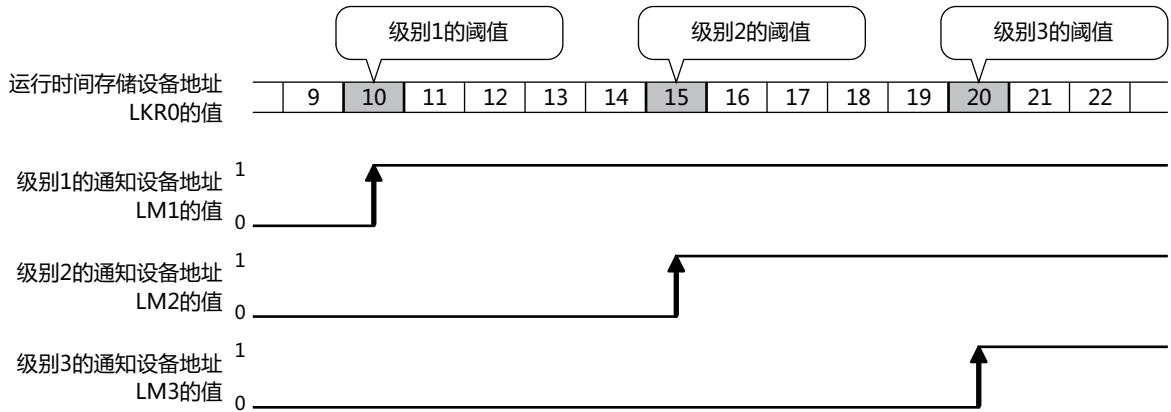 级别1的阈值 级别2的阈值 级别3的阈值
运行时间存储设备地址
LKR0的值
9 10 11 12 13 14 15 16 17 18 19 20 21 22
级别1的通知设备地址 1
LM1的值 0
级别2的通知设备地址 1
LM2的值 0
级别3的通知设备地址 1
LM3的值 0